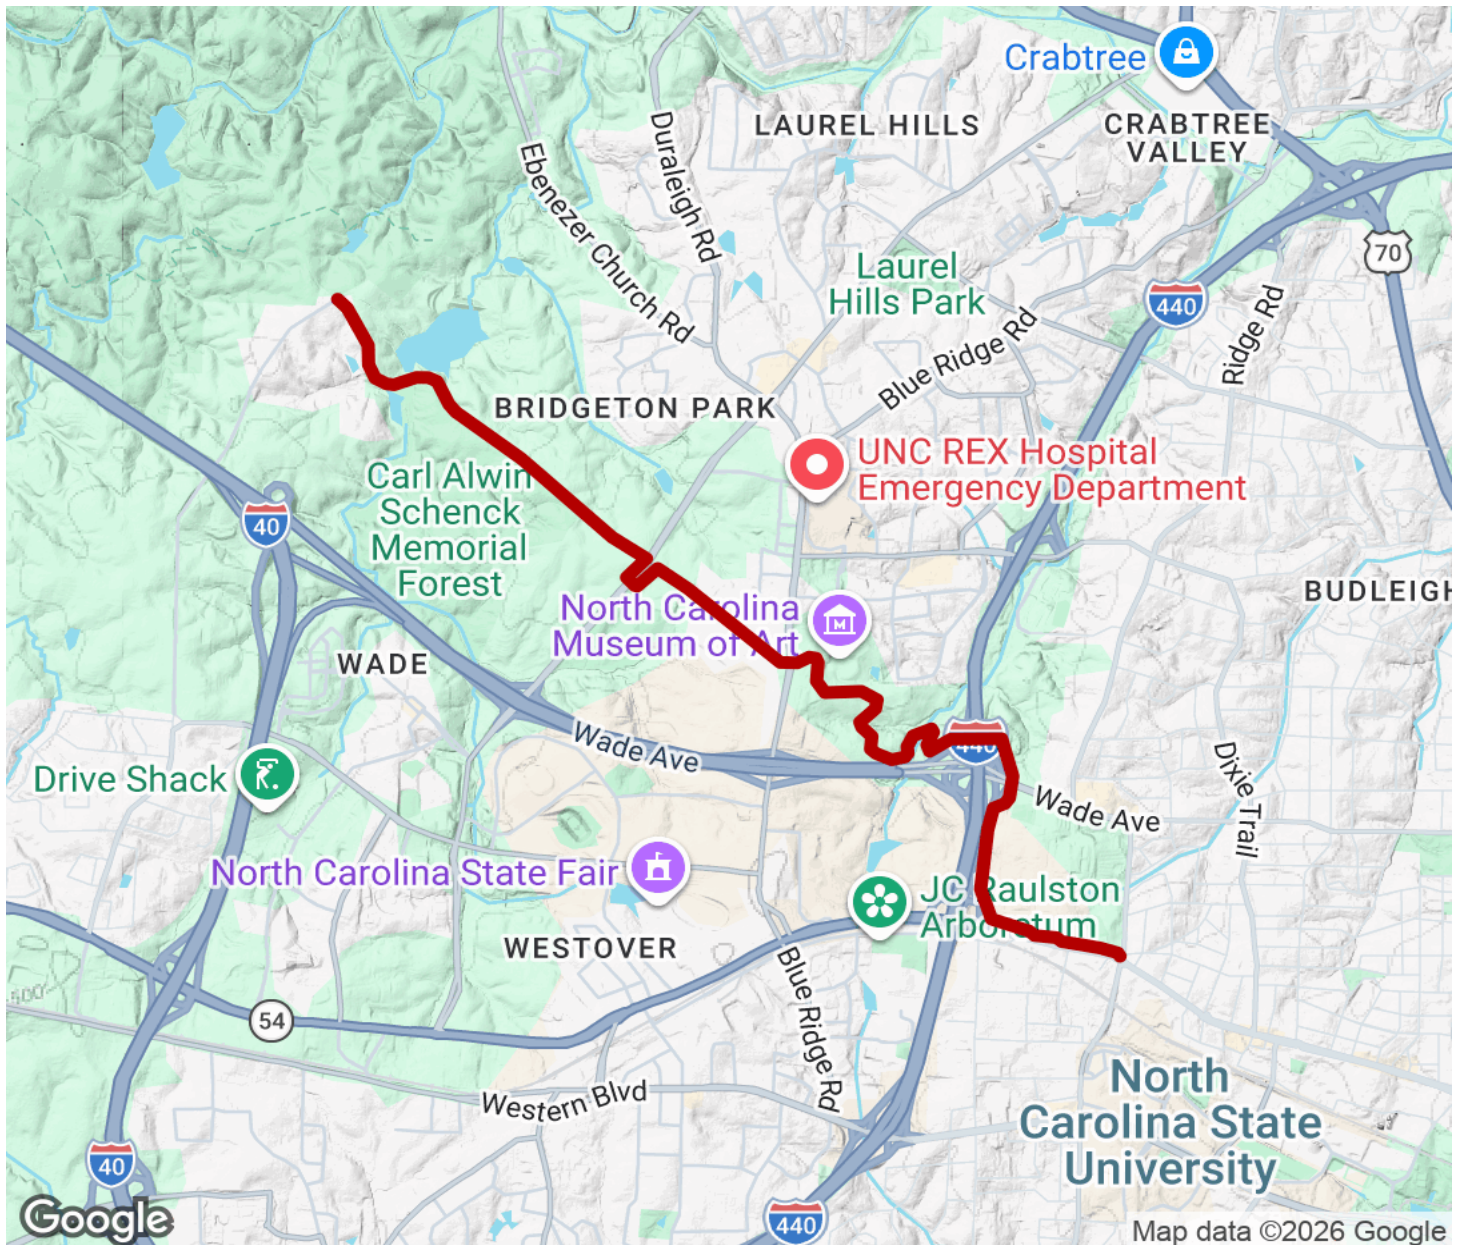 Crabtree
LAUREL HILLS
CRABTREE
VALLEY
Duraleigh Rd
Ebenezer Church Rd
70
Laurel
Hills Park
440
Ridge Rd
Blue Ridge Rd
BRIDGETON PARK
UNC REX Hospital
Emergency Department
Carl Alwin
Schenck
Memorial
Forest
40
BUDLEIGH
North Carolina
Museum of Art
WADE
Wade Ave
440
Drive Shack
Wade Ave
Dixie Trail
North Carolina State Fair
JC Raulston
Arboretum
WESTOVER
Blue Ridge Rd
500
54
North
Carolina State
University
Western Blvd
40
440
Google
Map data ©2026 Google